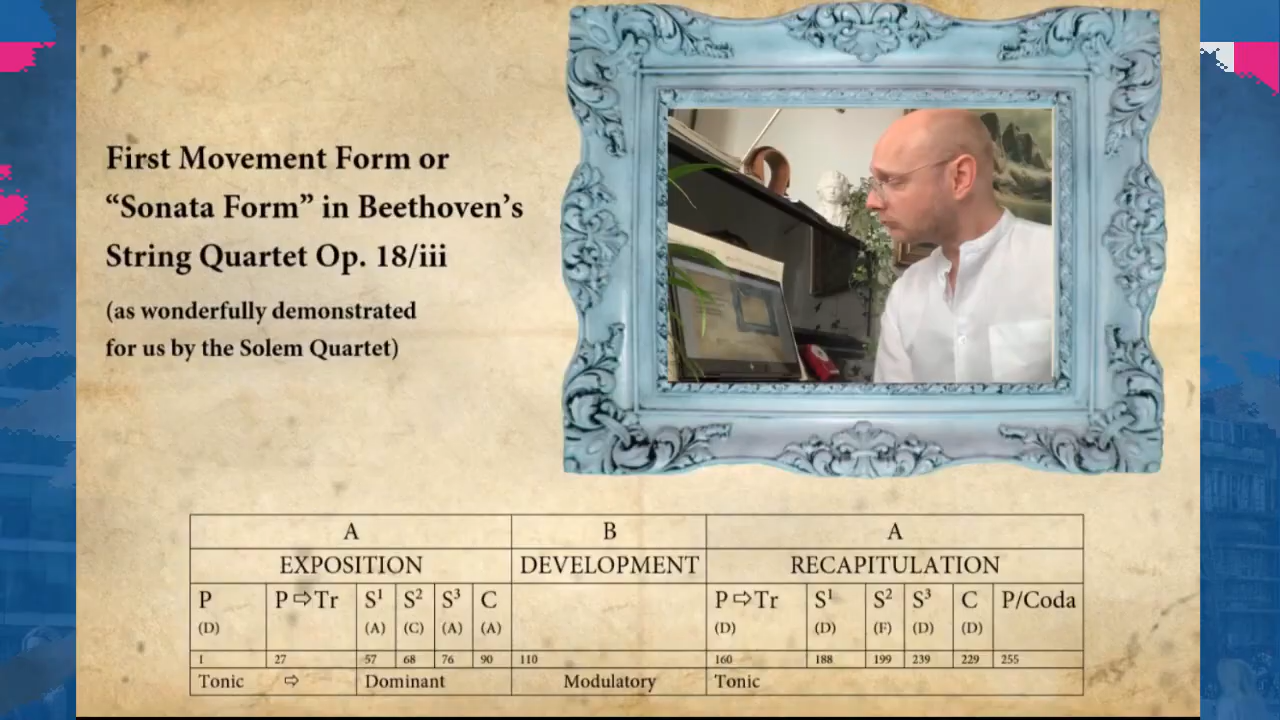 First Movement Form or
“Sonata Form” in Beethoven’s
String Quartet Op. 18/iii
(as wonderfully demonstrated
for us by the Solem Quartet)
A B A
EXPOSITION DEVELOPMENT RECAPITULATION
P P⇨Tr S¹ S² S³ C P⇨Tr S¹ S² S³ C P/Coda
(D) (A) (C) (A) (A) (D) (D) (F) (D) (D)
1 27 57 68 76 90 110 160 188 199 239 229 255
Tonic ⇨ Dominant Modulatory Tonic